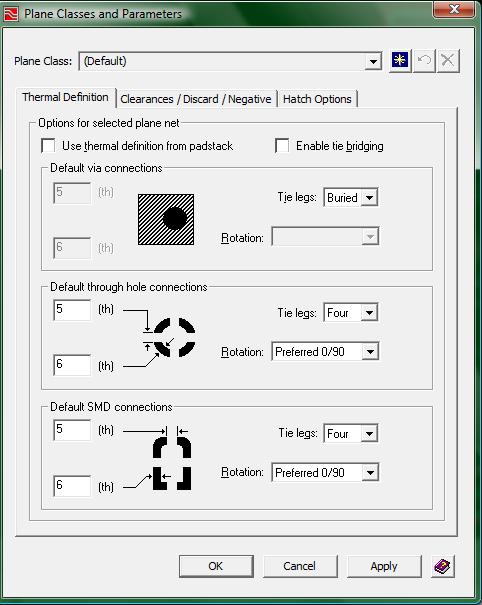 Plane Classes and Parameters
Plane Class: (Default)
Thermal Definition Clearances / Discard / Negative Hatch Options
Options for selected plane net
Use thermal definition from padstack Enable tie bridging
Default via connections
5 (th) Tie legs: Buried
6 (th) Rotation:
Default through hole connections
5 (th) Tie legs: Four
6 (th) Rotation: Preferred 0/90
Default SMD connections
5 (th) Tie legs: Four
6 (th) Rotation: Preferred 0/90
OK Cancel Apply